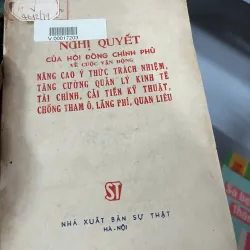 V.00017203
NGHỊ QUYẾT
CỦA HỘI ĐỒNG CHÍNH PHỦ
VỀ CUỘC VẬN ĐỘNG
NÂNG CAO Ý THỨC TRÁCH NHIỆM,
TĂNG CƯỜNG QUẢN LÝ KINH TẾ
TÀI CHÍNH, CẢI TIẾN KỸ THUẬT,
CHỐNG THAM Ô, LÃNG PHÍ, QUAN LIÊU
ST
NHÀ XUẤT BẢN SỰ THẬT
HÀ-NỘI